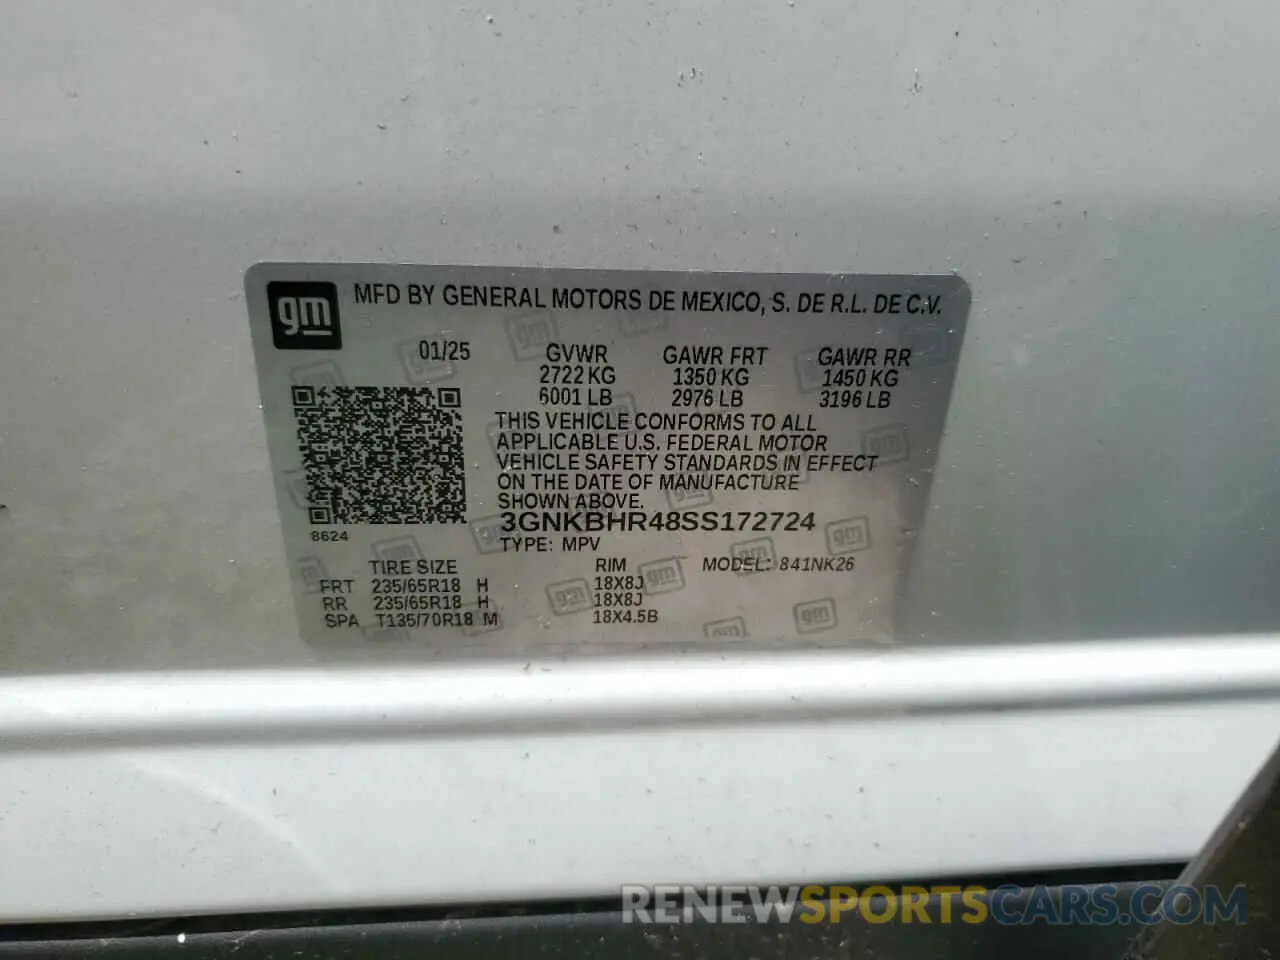 gm MFD BY GENERAL MOTORS DE MEXICO, S. DE R.L. DE C.V.
01/25 GVWR GAWR FRT GAWR RR
2722 KG 1350 KG 1450 KG
6001 LB 2976 LB 3196 LB
THIS VEHICLE CONFORMS TO ALL
APPLICABLE U.S. FEDERAL MOTOR
VEHICLE SAFETY STANDARDS IN EFFECT
ON THE DATE OF MANUFACTURE
SHOWN ABOVE.
3GNKBHR48SS172724
8624 TYPE: MPV
TIRE SIZE RIM MODEL: 841NK26
FRT 235/65R18 H 18X8J
RR 235/65R18 H 18X8J
SPA T135/70R18 M 18X4.5B
RENEWSPORTSCARS.COM